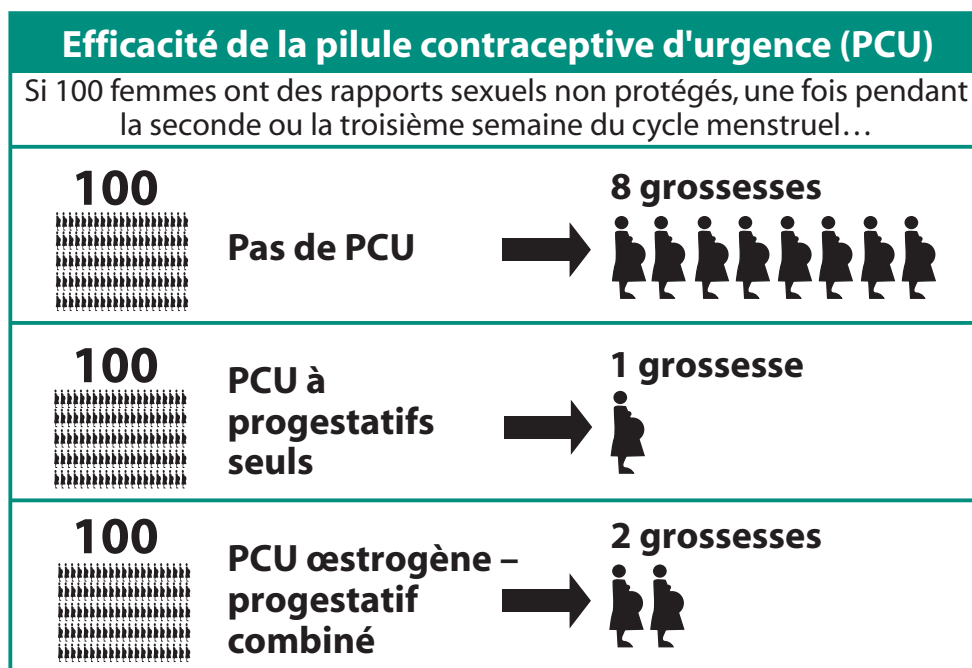 Efficacité de la pilule contraceptive d'urgence (PCU)
Si 100 femmes ont des rapports sexuels non protégés, une fois pendant
la seconde ou la troisième semaine du cycle menstruel…
100
Pas de PCU
8 grossesses
100
PCU à
progestatifs
seuls
1 grossesse
100
PCU œstrogène –
progestatif
combiné
2 grossesses